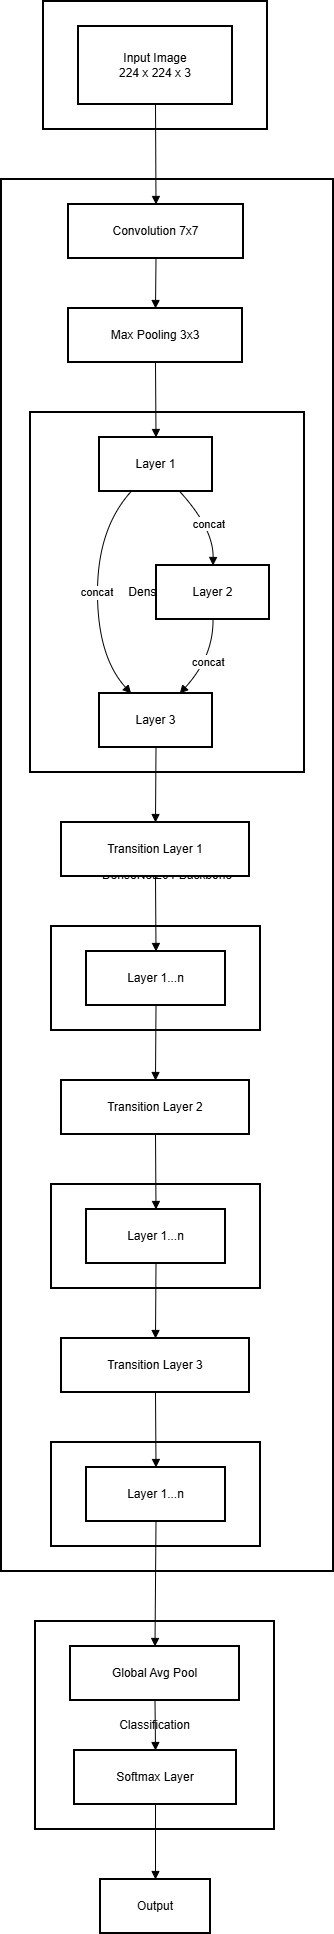 Input Image
224 x 224 x 3
Convolution 7x7
Max Pooling 3x3
Layer 1
concat
concat
Layer 2
concat
Layer 3
Transition Layer 1
Layer 1...n
Transition Layer 2
Layer 1...n
Transition Layer 3
Layer 1...n
Global Avg Pool
Classification
Softmax Layer
Output